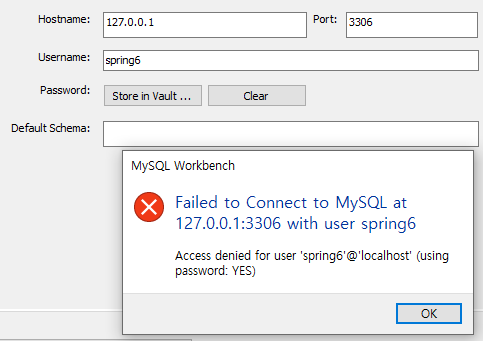 Hostname: 127.0.0.1 Port: 3306
Username: spring6
Password: Store in Vault ... Clear
Default Schema:
MySQL Workbench
Failed to Connect to MySQL at
127.0.0.1:3306 with user spring6
Access denied for user 'spring6'@'localhost' (using
password: YES)
OK